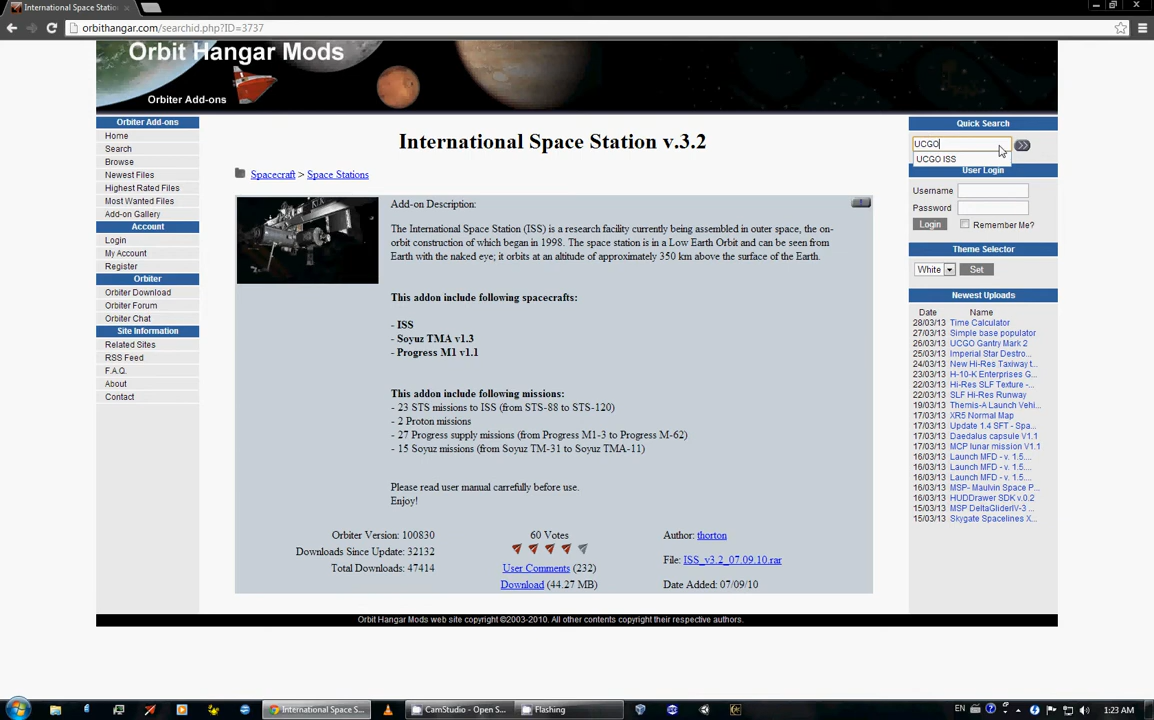 International Space Station
orbithangar.com/searchid.php?ID=3737
Orbit Hangar Mods
Orbiter Add-ons
Orbiter Add-ons
Home
Search
Browse
Newest Files
Highest Rated Files
Most Wanted Files
Add-on Gallery
Account
Login
My Account
Register
Orbiter
Orbiter Download
Orbiter Forum
Orbiter Chat
Site Information
Related Sites
RSS Feed
F.A.Q.
About
Contact
International Space Station v.3.2
Spacecraft > Space Stations
Add-on Description:
The International Space Station (ISS) is a research facility currently being assembled in outer space, the on-
orbit construction of which began in 1998. The space station is in a Low Earth Orbit and can be seen from
Earth with the naked eye; it orbits at an altitude of approximately 350 km above the surface of the Earth.
This addon include following spacecrafts:
- ISS
- Soyuz TMA v1.3
- Progress M1 v1.1
This addon include following missions:
- 23 STS missions to ISS (from STS-88 to STS-120)
- 2 Proton missions
- 27 Progress supply missions (from Progress M1-3 to Progress M-62)
- 15 Soyuz missions (from Soyuz TM-31 to Soyuz TMA-11)
Please read user manual carrefully before use.
Enjoy!
Orbiter Version: 100830
Downloads Since Update: 32132
Total Downloads: 47414
60 Votes
User Comments (232)
Download (44.27 MB)
Author: thorton
File: ISS_v3.2_07.09.10.rar
Date Added: 07/09/10
Quick Search
UCGO
UCGO ISS
User Login
Username
Password
Login Remember Me?
Theme Selector
White Set
Newest Uploads
Date Name
28/03/13 Time Calculator
27/03/13 Simple base populator
26/03/13 UCGO Gantry Mark 2
25/03/13 Imperial Star Destro...
24/03/13 New Hi-Res Taxiway t...
23/03/13 H-10-K Enterprises G...
22/03/13 Hi-Res SLF Texture -...
22/03/13 SLF Hi-Res Runway
19/03/13 Themis-A Launch Vehi...
17/03/13 XR5 Normal Map
17/03/13 Update 1.4 SFT - Spa...
17/03/13 Daedalus capsule V1.1
17/03/13 MCP lunar mission V1.1
16/03/13 Launch MFD - v. 1.5....
16/03/13 Launch MFD - v. 1.5....
16/03/13 Launch MFD - v. 1.5....
16/03/13 MSP- Maulvin Space P...
16/03/13 HUDDrawer SDK v.0.2
15/03/13 MSP DeltaGliderIV-3 ...
15/03/13 Skygate Spacelines X...
Orbit Hangar Mods web site copyright ©2003-2010. All other contents copyright their respective authors.
International Space S...
CamStudio - Open S...
Flashing
EN
1:23 AM